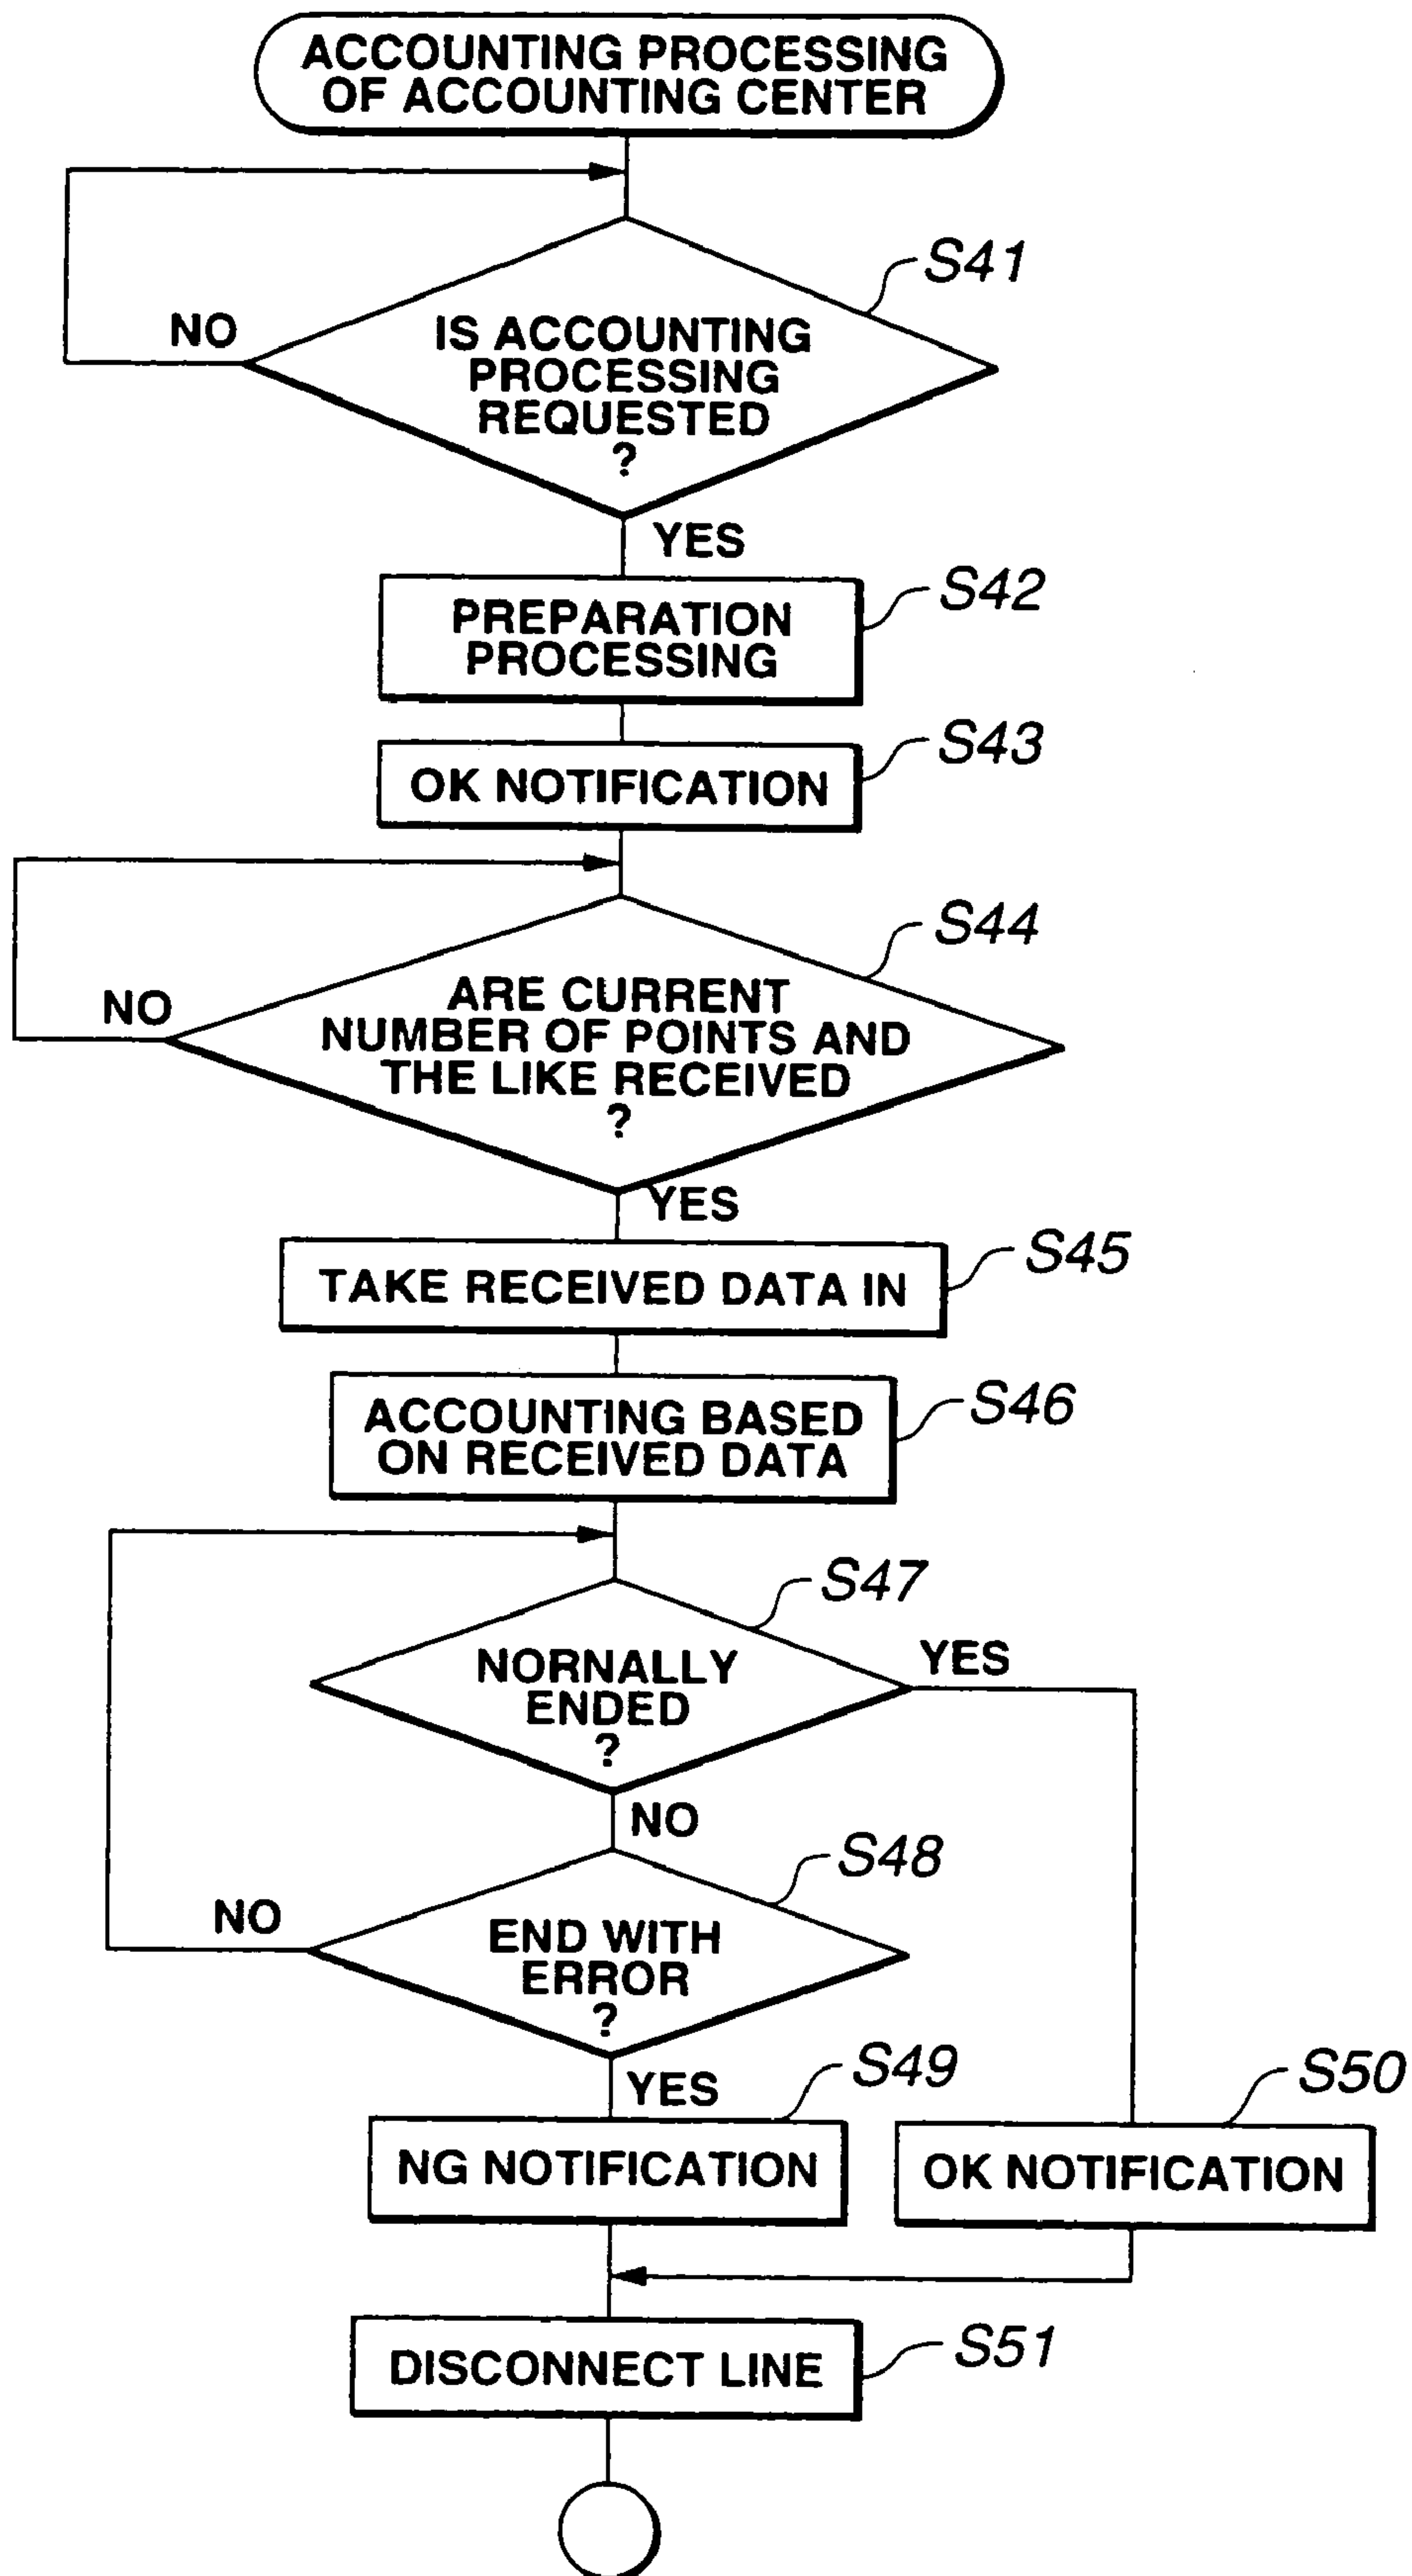 ACCOUNTING PROCESSING
OF ACCOUNTING CENTER
S41
NO
IS ACCOUNTING
PROCESSING
REQUESTED
?
YES
S42
PREPARATION
PROCESSING
S43
OK NOTIFICATION
S44
NO
ARE CURRENT
NUMBER OF POINTS AND
THE LIKE RECEIVED
?
YES
S45
TAKE RECEIVED DATA IN
S46
ACCOUNTING BASED
ON RECEIVED DATA
S47
YES
NORNALLY
ENDED
?
NO
S48
NO
END WITH
ERROR
?
YES
S49
S50
NG NOTIFICATION
OK NOTIFICATION
S51
DISCONNECT LINE